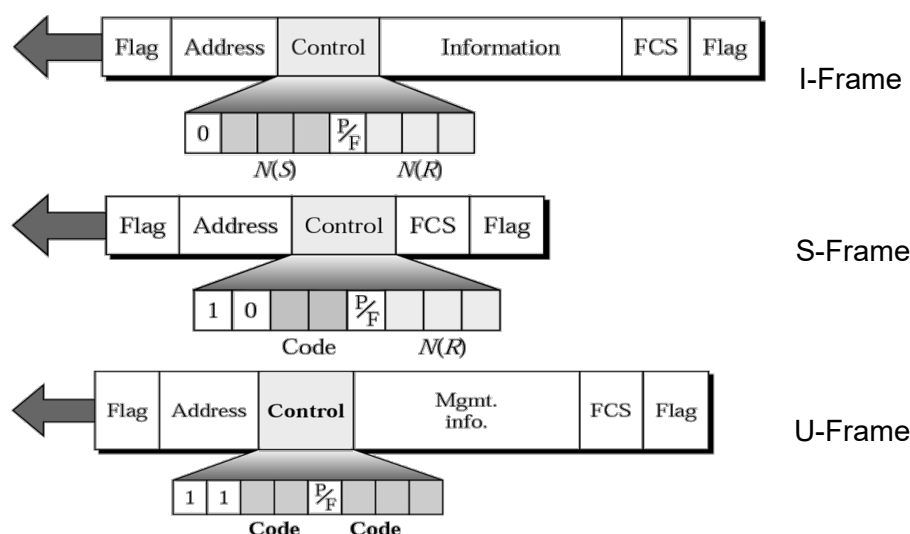 Flag Address Control Information FCS Flag
I-Frame
0 P/F
N(S) N(R)
Flag Address Control FCS Flag
S-Frame
1 0 P/F
Code N(R)
Flag Address Control Mgmt. info. FCS Flag
U-Frame
1 1 P/F
Code Code